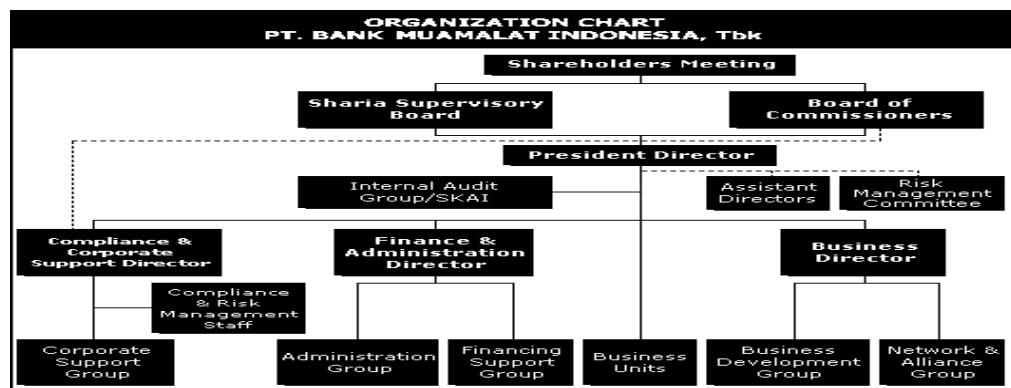 ORGANIZATION CHART
PT. BANK MUAMALAT INDONESIA, Tbk
Shareholders Meeting
Sharia Supervisory
Board
Board of
Commissioners
President Director
Internal Audit
Group/SKAI
Assistant
Directors
Risk
Management
Committee
Compliance &
Corporate
Support Director
Finance &
Administration
Director
Business
Director
Compliance
& Risk
Management
Staff
Corporate
Support
Group
Administration
Group
Financing
Support
Group
Business
Units
Business
Development
Group
Network &
Alliance
Group